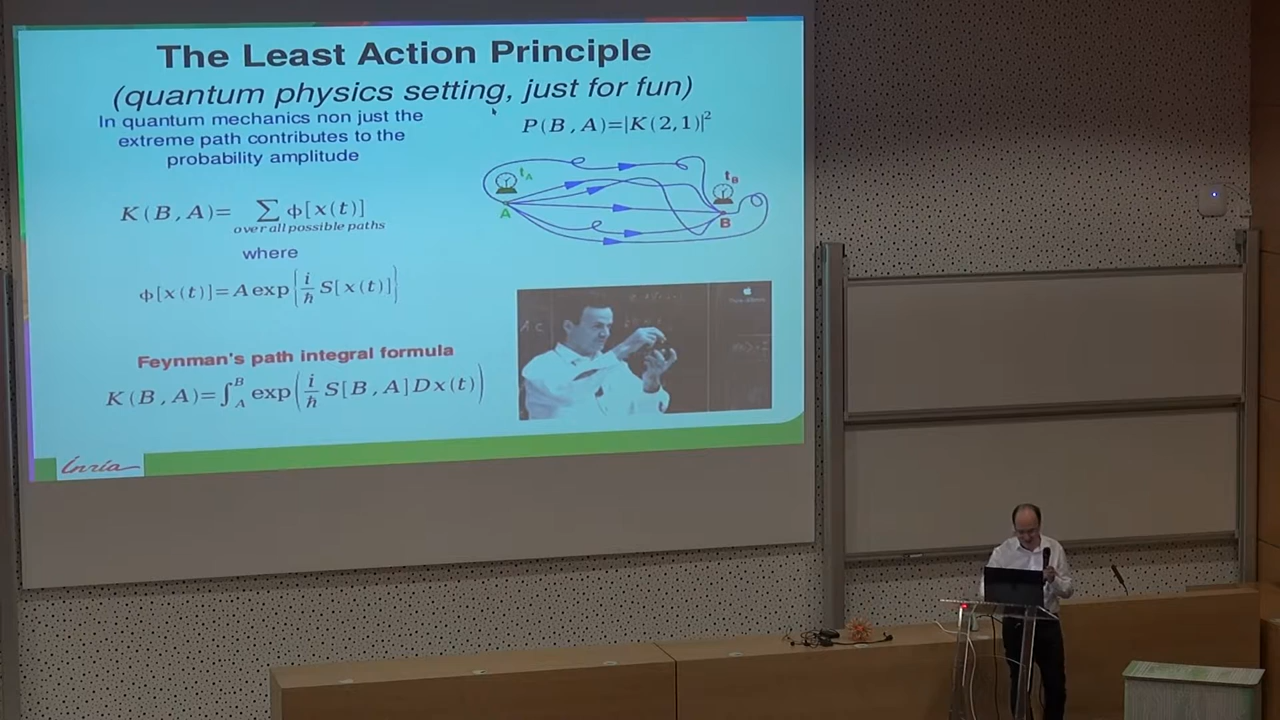 The Least Action Principle
(quantum physics setting, just for fun)
In quantum mechanics non just the
extreme path contributes to the
probability amplitude
P(B,A)=|K(2,1)|²
K(B,A)= ∑ ϕ[x(t)]
over all possible paths
where
ϕ[x(t)]=A exp{i/ħ S[x(t)]}
t_A
A
t_B
B
Feynman's path integral formula
K(B,A)=∫_A^B exp(i/ħ S[B,A]Dx(t))
A C
Inria